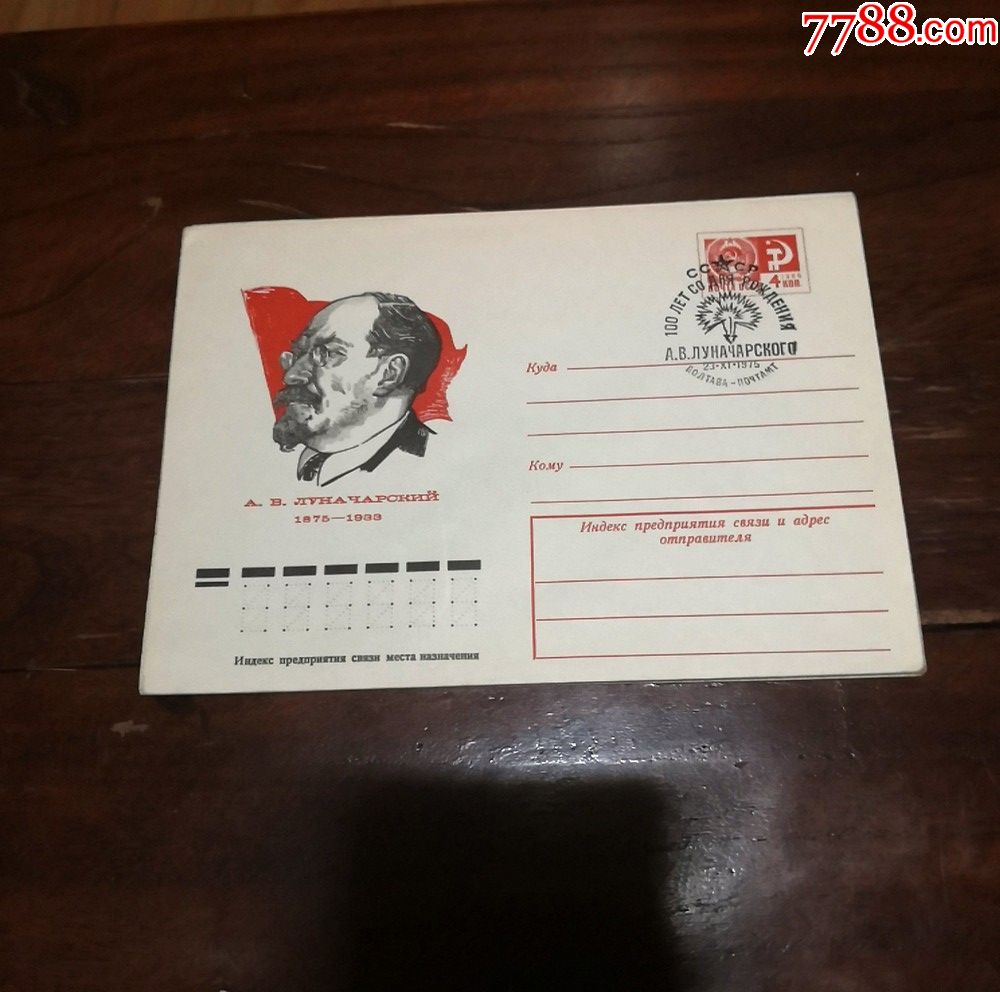 7788.com
СССР
4 КОП.
1966
100 ЛЕТ СО ДНЯ РОЖДЕНИЯ
А.В.ЛУНАЧАРСКОГО
23·XI·1975
ПОЛТАВА-ПОЧТАМТ
Куда
Кому
А. В. ЛУНАЧАРСКИЙ
1875—1933
Индекс предприятия связи и адрес
отправителя
Индекс предприятия связи места назначения